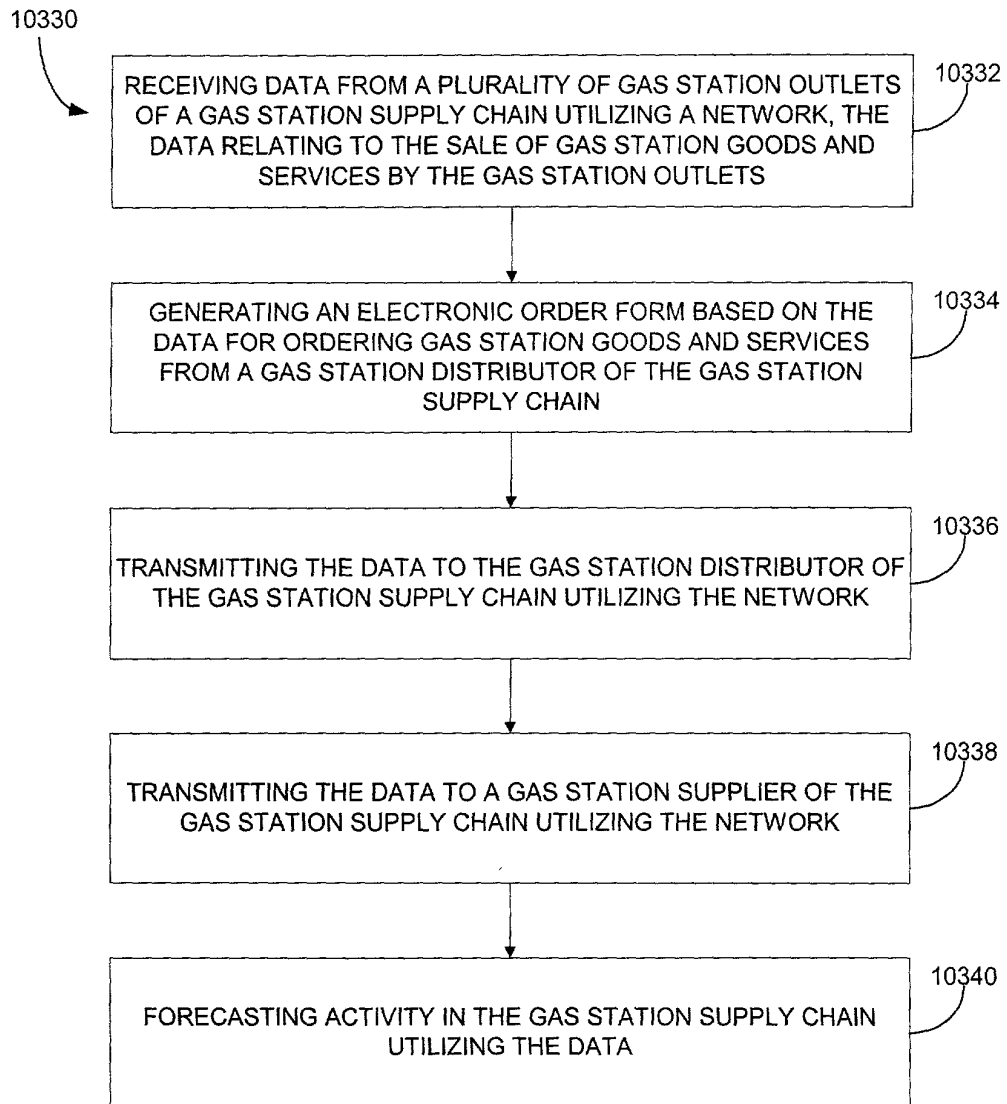 10330
RECEIVING DATA FROM A PLURALITY OF GAS STATION OUTLETS
OF A GAS STATION SUPPLY CHAIN UTILIZING A NETWORK, THE
DATA RELATING TO THE SALE OF GAS STATION GOODS AND
SERVICES BY THE GAS STATION OUTLETS
10332
GENERATING AN ELECTRONIC ORDER FORM BASED ON THE
DATA FOR ORDERING GAS STATION GOODS AND SERVICES
FROM A GAS STATION DISTRIBUTOR OF THE GAS STATION
SUPPLY CHAIN
10334
TRANSMITTING THE DATA TO THE GAS STATION DISTRIBUTOR OF
THE GAS STATION SUPPLY CHAIN UTILIZING THE NETWORK
10336
TRANSMITTING THE DATA TO A GAS STATION SUPPLIER OF THE
GAS STATION SUPPLY CHAIN UTILIZING THE NETWORK
10338
FORECASTING ACTIVITY IN THE GAS STATION SUPPLY CHAIN
UTILIZING THE DATA
10340